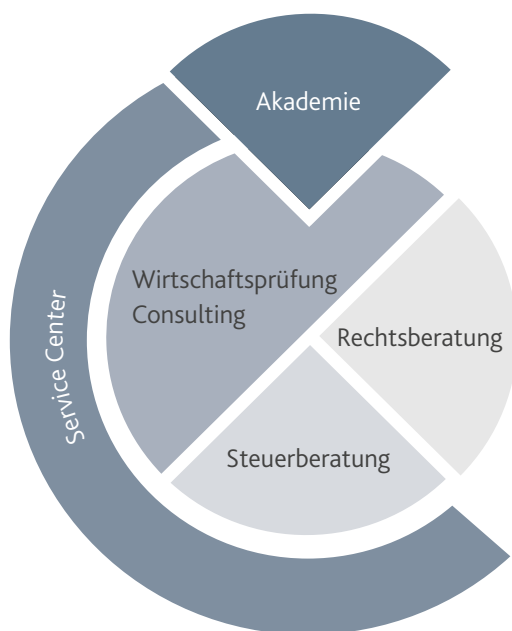 Akademie
Wirtschaftsprüfung
Consulting
Rechtsberatung
Service Center
Steuerberatung